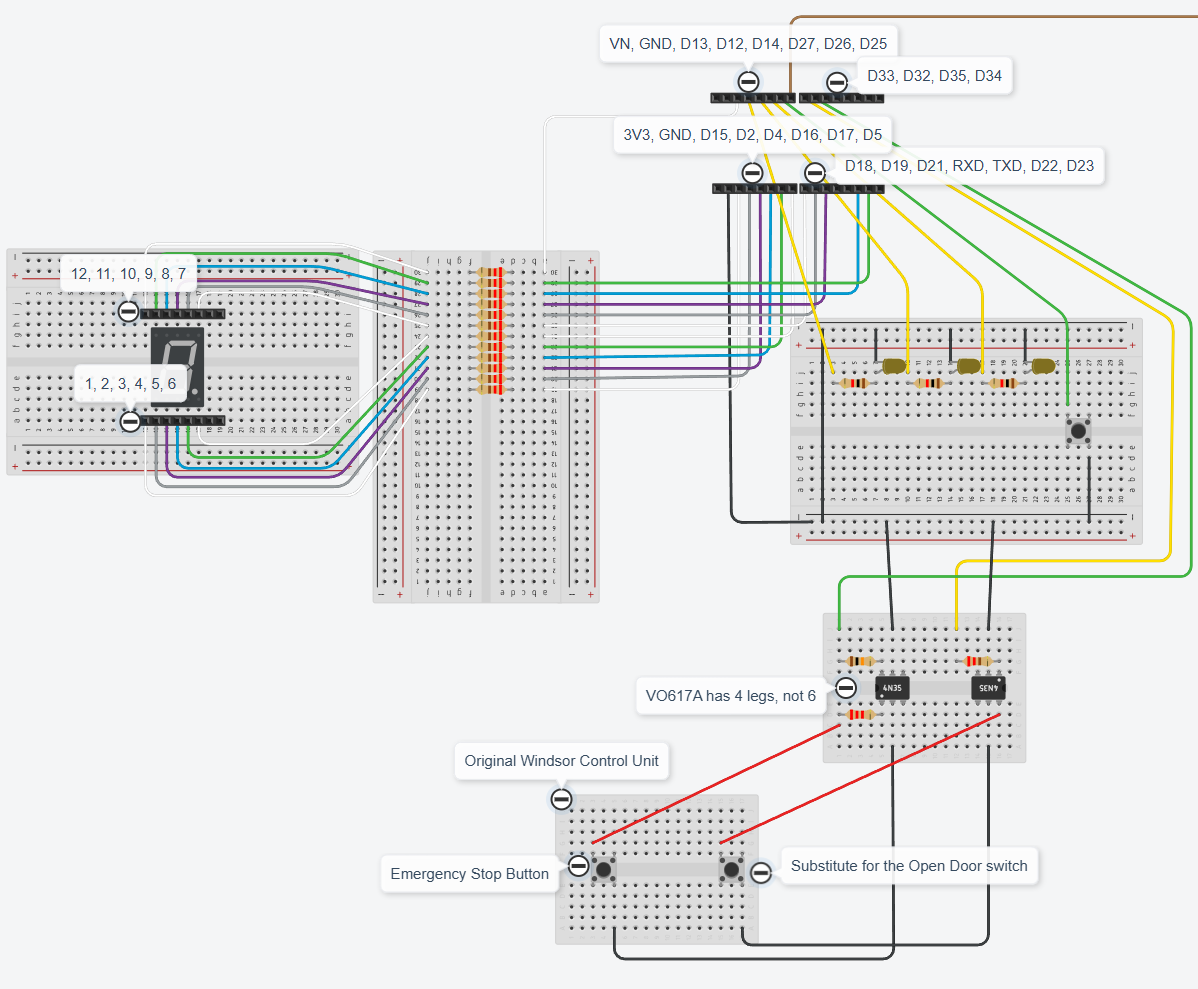 VN, GND, D13, D12, D14, D27, D26, D25
D33, D32, D35, D34
3V3, GND, D15, D2, D4, D16, D17, D5
D18, D19, D21, RXD, TXD, D22, D23
12, 11, 10, 9, 8, 7
1, 2, 3, 4, 5, 6
VO617A has 4 legs, not 6
4N35
4N35
Original Windsor Control Unit
Emergency Stop Button
Substitute for the Open Door switch